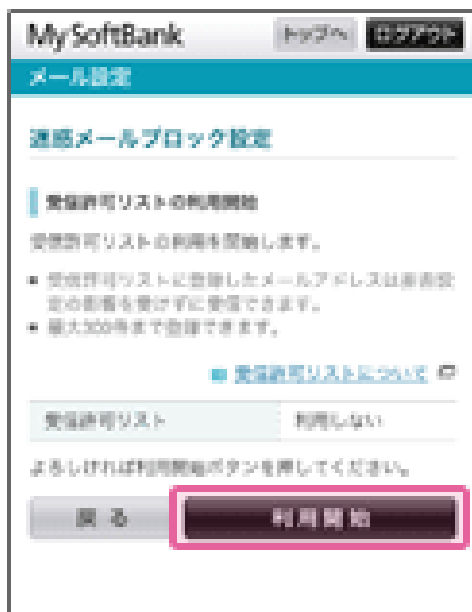 My SoftBank
トップへ
ログアウト
メール設定
迷惑メールブロック設定
受信許可リストの利用開始
受信許可リストの利用を開始します。
受信許可リストに登録したメールアドレスは各者設
定の影響を受けずに受信できます。
最大300件まで登録できます。
受信許可リストについて
受信許可リスト
利用しない
よろしければ利用開始ボタンを押してください。
戻る
利用開始